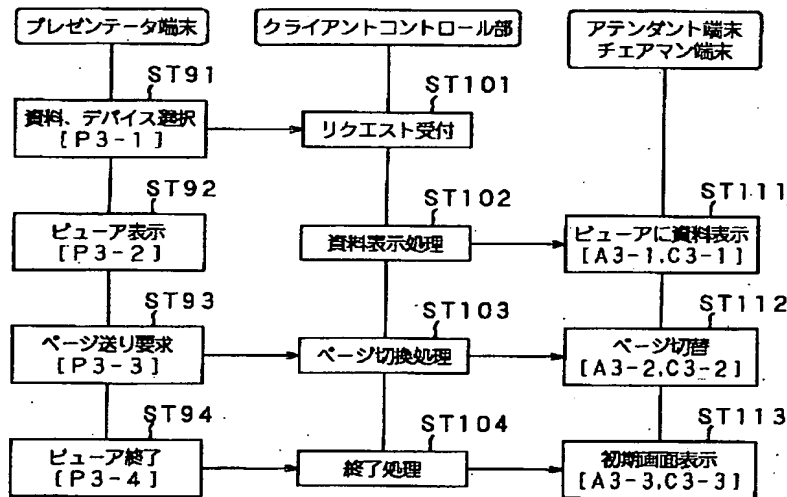 プレゼンテータ端末
クライアントコントロール部
アテンダント端末
チェアマン端末
ST91
資料、デバイス選択
[P3-1]
ST101
リクエスト受付
ST92
ビューア表示
[P3-2]
ST102
資料表示処理
ST111
ビューアに資料表示
[A3-1,C3-1]
ST93
ページ送り要求
[P3-3]
ST103
ページ切換処理
ST112
ページ切替
[A3-2,C3-2]
ST94
ビューア終了
[P3-4]
ST104
終了処理
ST113
初期画面表示
[A3-3,C3-3]